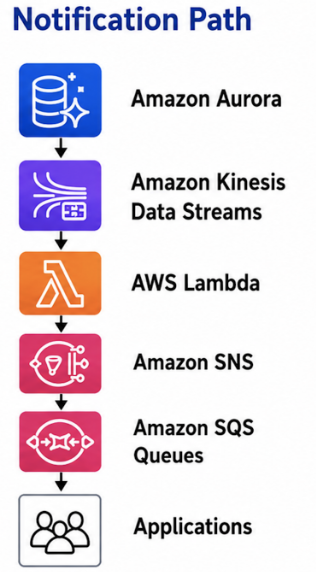 Notification Path
Amazon Aurora
Amazon Kinesis
Data Streams
AWS Lambda
Amazon SNS
Amazon SQS
Queues
Applications